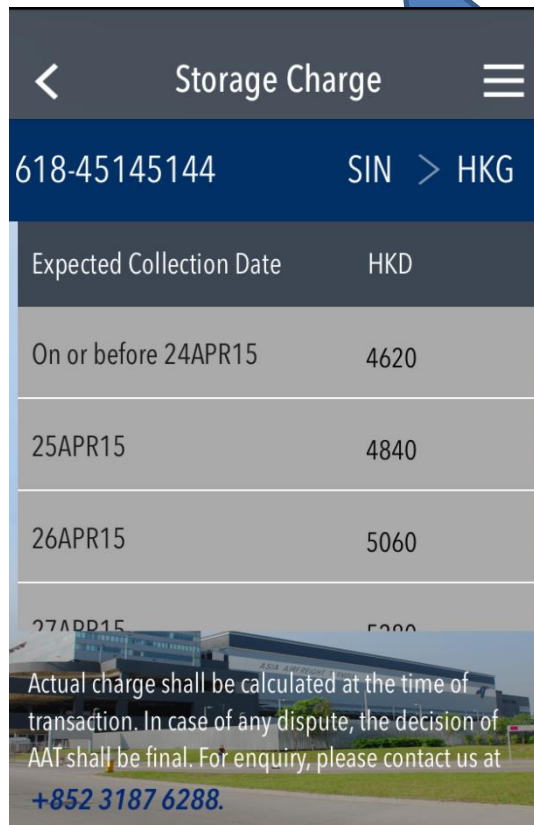 Storage Charge
618-45145144 SIN > HKG
Expected Collection Date HKD
On or before 24APR15 4620
25APR15 4840
26APR15 5060
27APR15 5280
Actual charge shall be calculated at the time of
transaction. In case of any dispute, the decision of
AAT shall be final. For enquiry, please contact us at
+852 3187 6288.